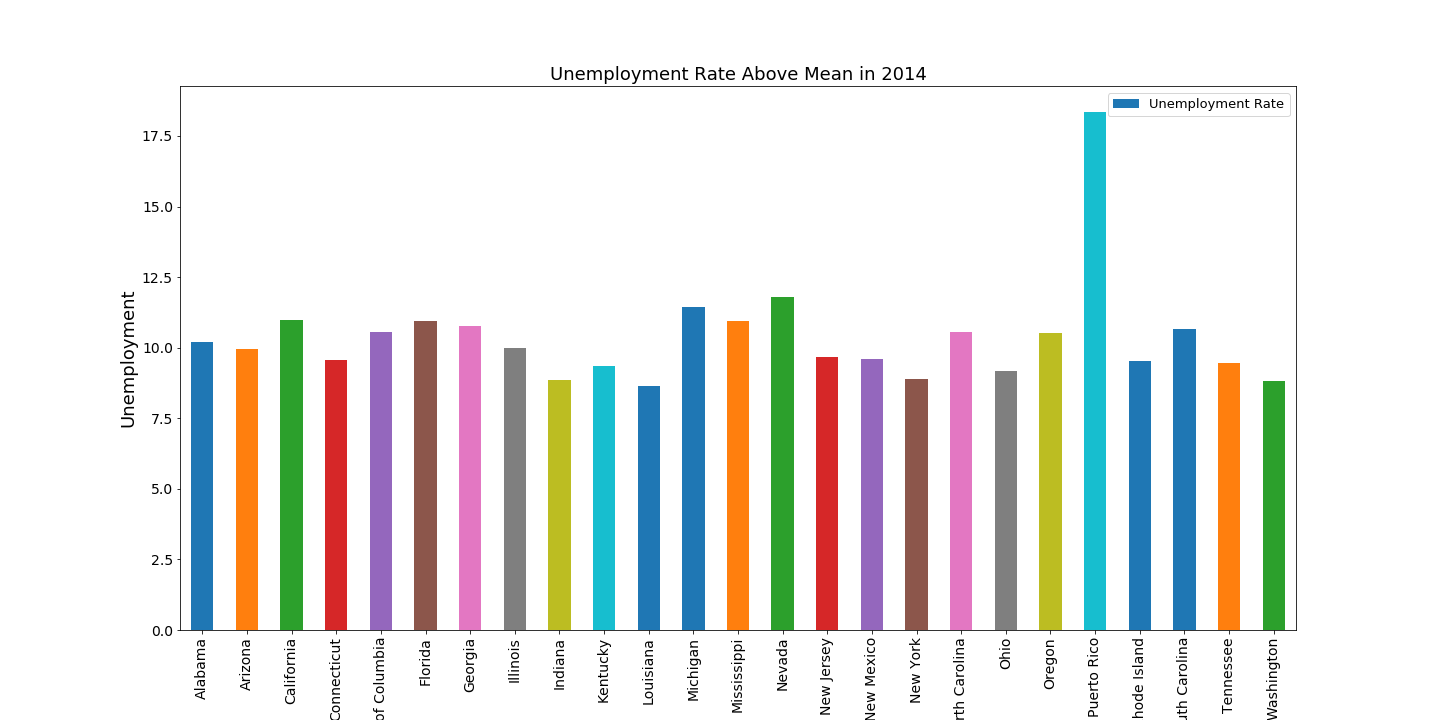 Unemployment Rate Above Mean in 2014
Unemployment Rate
Unemployment
17.5
15.0
12.5
10.0
7.5
5.0
2.5
0.0
Alabama
Arizona
California
Connecticut
of Columbia
Florida
Georgia
Illinois
Indiana
Kentucky
Louisiana
Michigan
Mississippi
Nevada
New Jersey
New Mexico
New York
rth Carolina
Ohio
Oregon
Puerto Rico
hode Island
uth Carolina
Tennessee
Washington